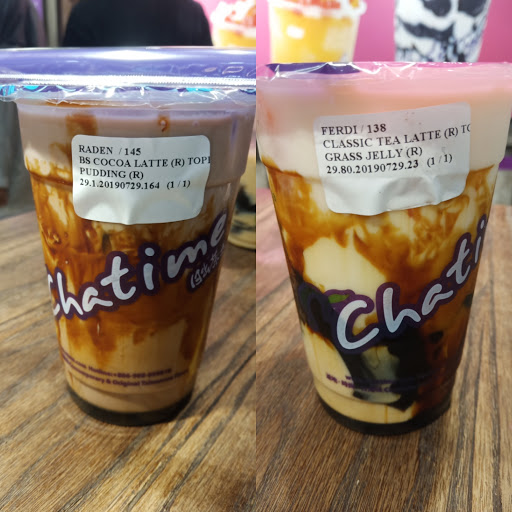 RADEN / 145
BS COCOA LATTE (R) TOPI
PUDDING (R)
29.1.20190729.164 (1 / 1)
Chatime
FERDI / 138
CLASSIC TEA LATTE (R) TO
GRASS JELLY (R)
29.80.20190729.23 (1 / 1)
Chati